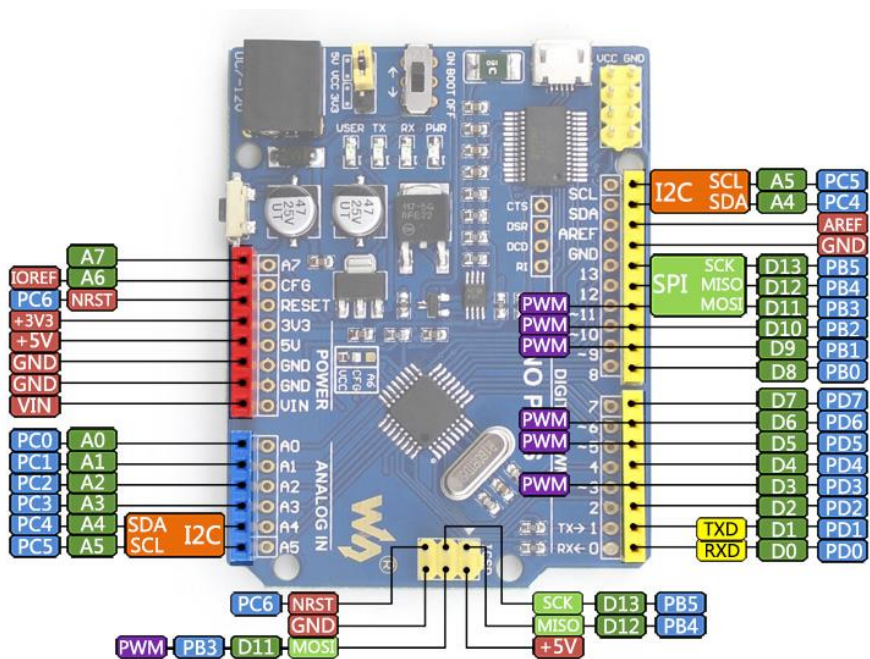 DC7-12V
5V VCC 3V3
ON BOOT OFF
VCC GND
USER TX RX PWR
47 25V UT
47 25V UT
CTS
DSR
DCD
RI
SCL
SDA
AREF
GND
13
12
~11
~10
~9
8
7
~6
~5
4
~3
2
TX→1
RX←0
A7
CFG
RESET
3V3
5V
GND
GND
VIN
POWER
A6
CFG
VCC
A0
A1
A2
A3
A4
A5
ANALOG IN
A7
IOREF A6
PC6 NRST
+3V3
+5V
GND
GND
VIN
PC0 A0
PC1 A1
PC2 A2
PC3 A3
PC4 A4 SDA
PC5 A5 SCL
I2C
I2C
SCL A5 PC5
SDA A4 PC4
AREF
GND
SPI
SCK D13 PB5
MISO D12 PB4
PWM MOSI D11 PB3
PWM D10 PB2
PWM D9 PB1
D8 PB0
D7 PD7
PWM D6 PD6
PWM D5 PD5
D4 PD4
PWM D3 PD3
D2 PD2
TXD D1 PD1
RXD D0 PD0
PC6 NRST
GND
PWM PB3 D11 MOSI
SCK D13 PB5
MISO D12 PB4
+5V